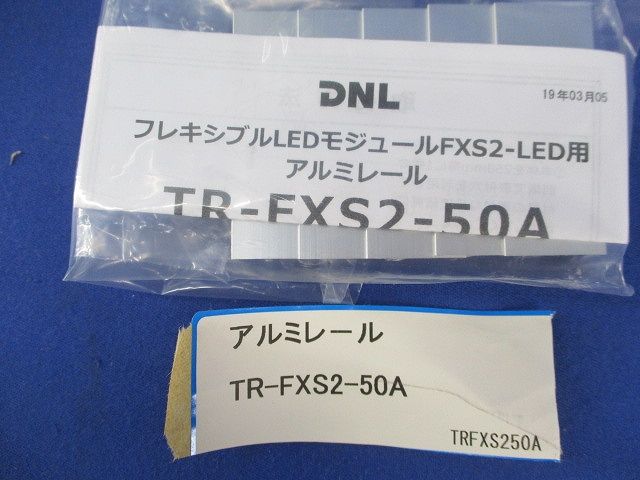 DNL
19年03月05
フレキシブルLEDモジュールFXS2-LED用
アルミレール
TR-FXS2-50A
アルミレール
TR-FXS2-50A
TRFXS250A